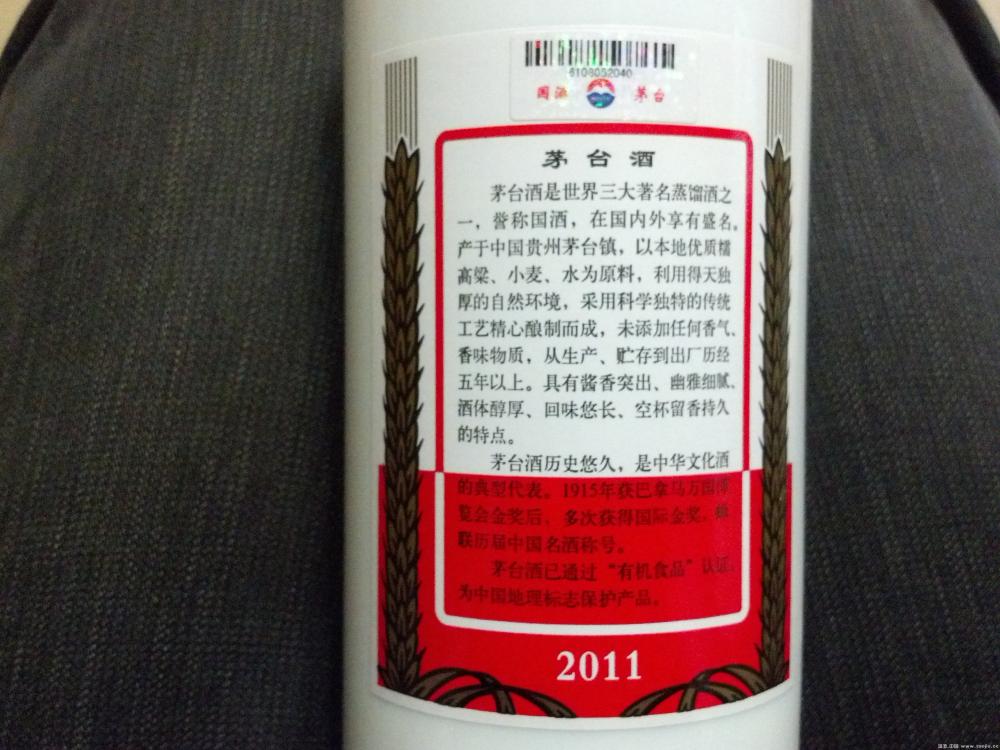 6108052040
国酒 茅台
茅台酒
茅台酒是世界三大著名蒸馏酒之
一，誉称国酒，在国内外享有盛名。
产于中国贵州茅台镇，以本地优质糯
高粱、小麦、水为原料，利用得天独
厚的自然环境，采用科学独特的传统
工艺精心酿制而成，未添加任何香气、
香味物质，从生产、贮存到出厂历经
五年以上。具有酱香突出、幽雅细腻、
酒体醇厚、回味悠长、空杯留香持久
的特点。
茅台酒历史悠久，是中华文化酒
的典型代表。1915年获巴拿马万国博
览会金奖后，多次获得国际金奖，蝉
联历届中国名酒称号。
茅台酒已通过“有机食品”认证，
为中国地理标志保护产品。
2011